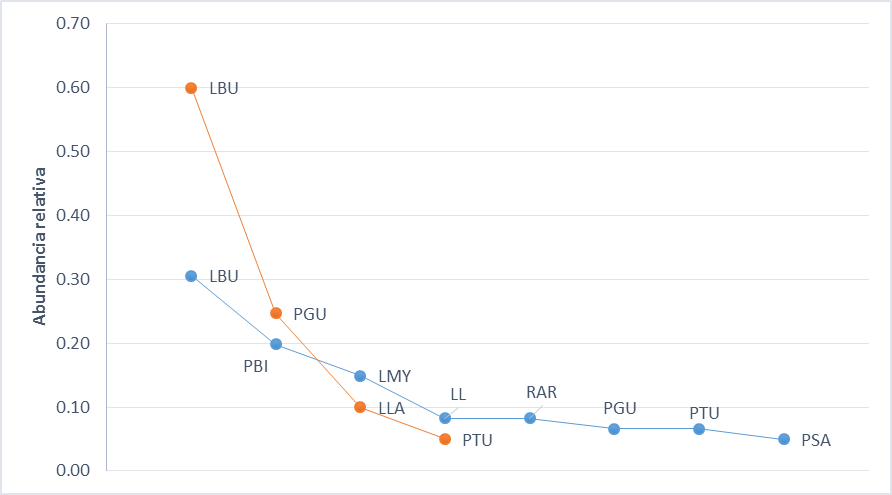 0.70
0.60
0.50
0.40
0.30
0.20
0.10
0.00
Abundancia relativa
LBU
LBU
PGU
PBI
LMY
LLA
LL
PTU
RAR
PGU
PTU
PSA